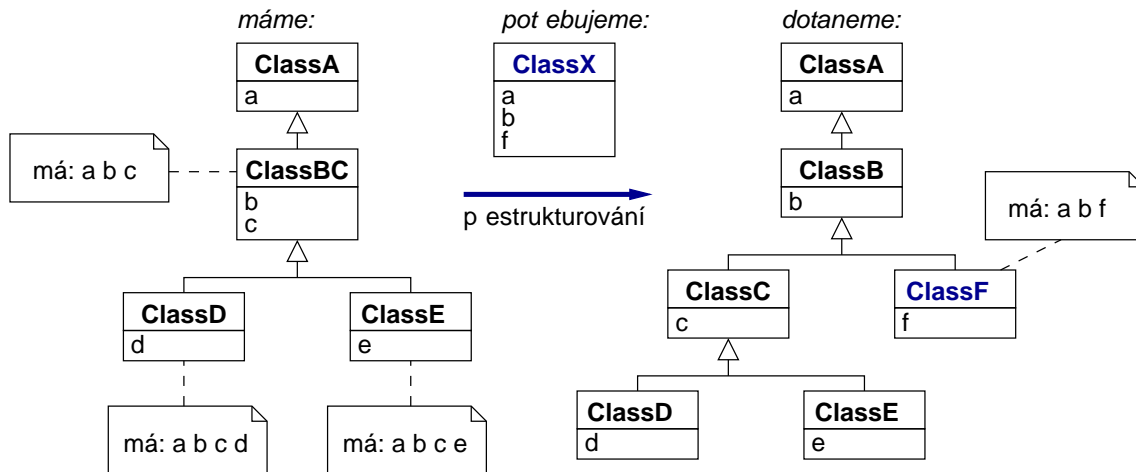 máme:
ClassA
a
má: a b c
ClassBC
b
c
ClassD
d
ClassE
e
má: a b c d
má: a b c e
pot ebujeme:
ClassX
a
b
f
p estrukturování
dotaneme:
ClassA
a
ClassB
b
má: a b f
ClassC
c
ClassF
f
ClassD
d
ClassE
e